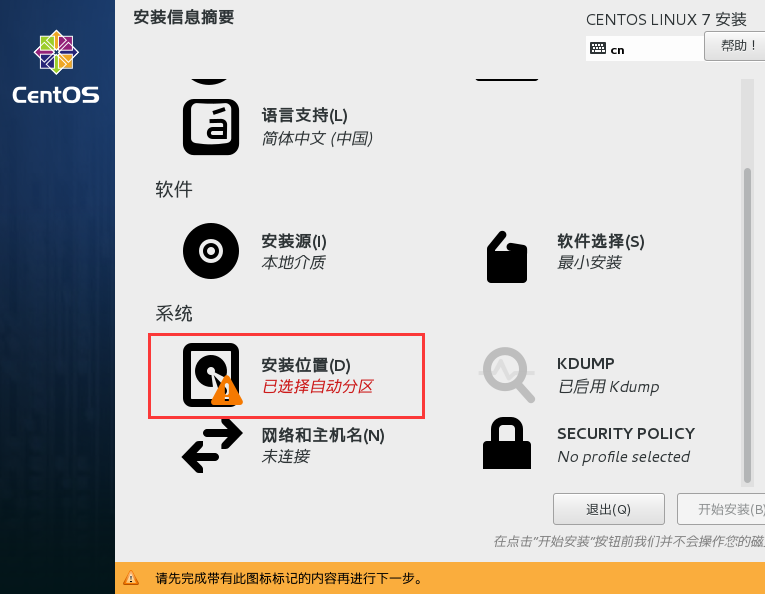 安装信息摘要
CENTOS LINUX 7 安装
cn
帮助！
CentOS
语言支持(L)
简体中文 (中国)
软件
安装源(I)
本地介质
软件选择(S)
最小安装
系统
安装位置(D)
已选择自动分区
KDUMP
已启用 Kdump
网络和主机名(N)
未连接
SECURITY POLICY
No profile selected
退出(Q)
开始安装(B)
在点击"开始安装"按钮前我们并不会操作您的磁
请先完成带有此图标标记的内容再进行下一步。